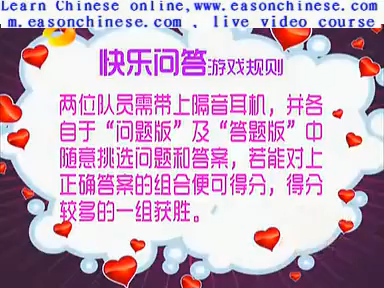 Learn Chinese online,www.easonchinese.com
m.easonchinese.com , live video course
快乐问答游戏规则
两位队员需带上隔音耳机，并各
自于“问题版”及“答题版”中
随意挑选问题和答案，若能对上
正确答案的组合便可得分，得分
较多的一组获胜。